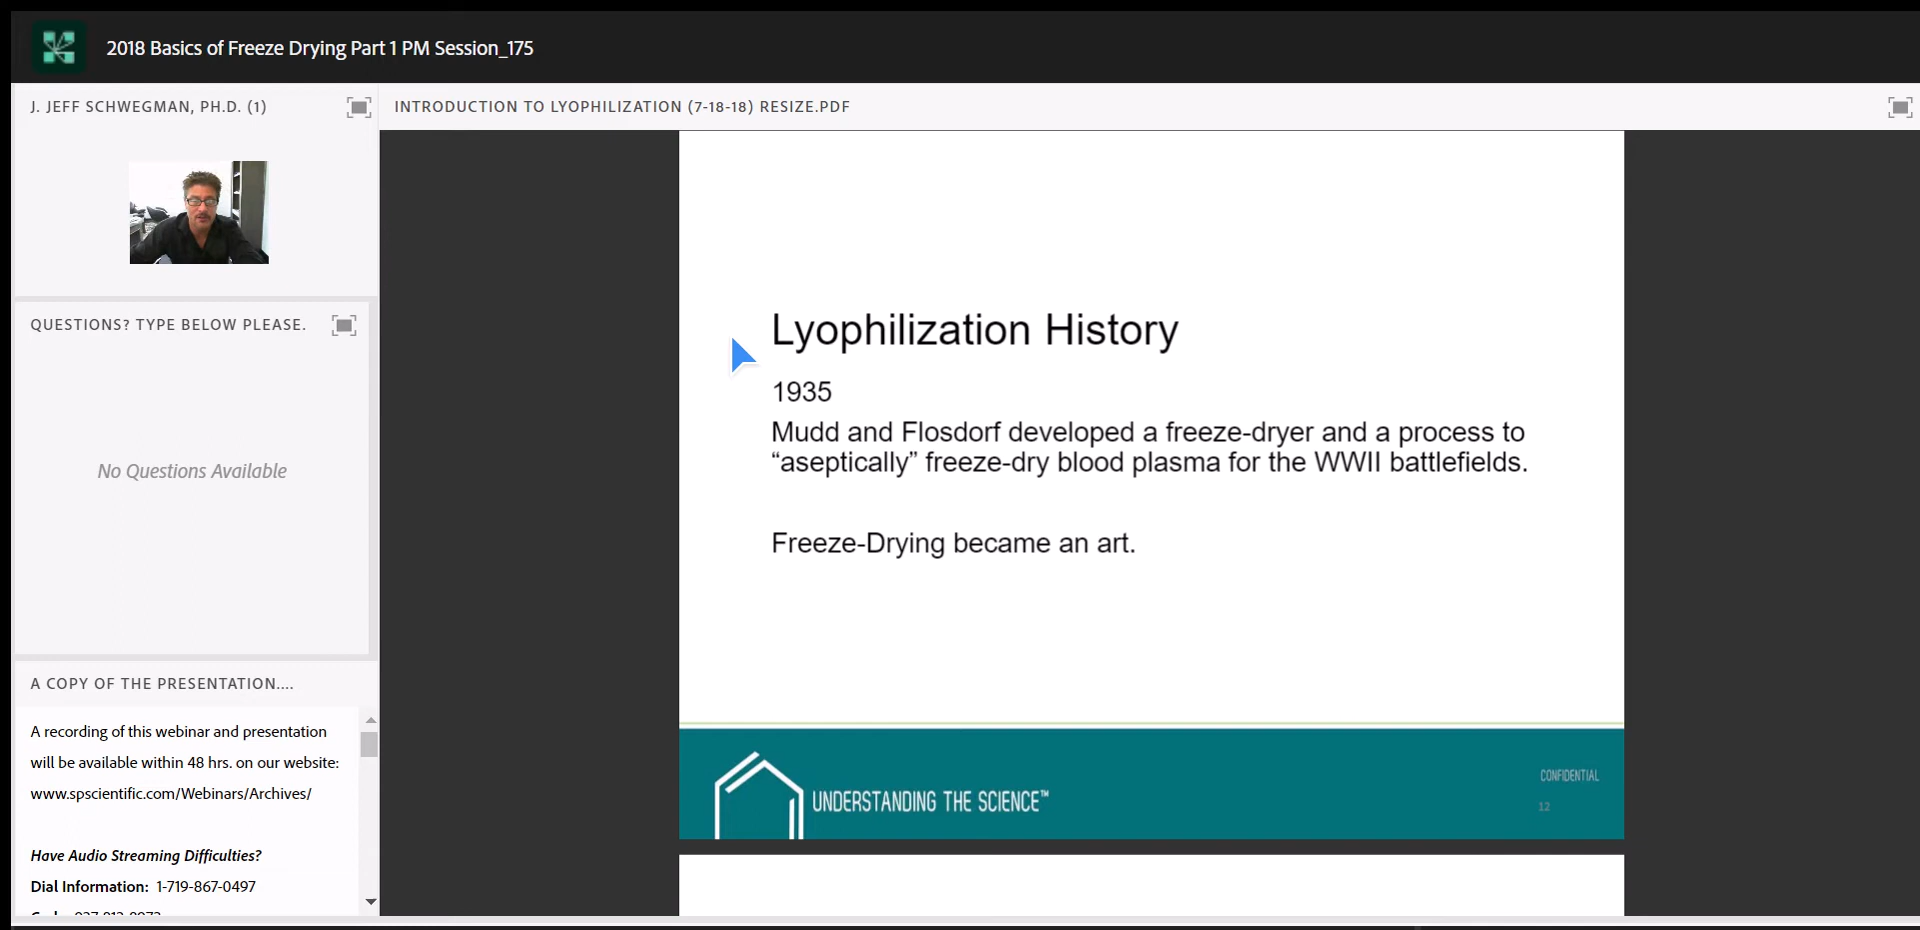 2018 Basics of Freeze Drying Part 1 PM Session_175
J. JEFF SCHWEGMAN, PH.D. (1)
INTRODUCTION TO LYOPHILIZATION (7-18-18) RESIZE.PDF
QUESTIONS? TYPE BELOW PLEASE.
No Questions Available
A COPY OF THE PRESENTATION....
A recording of this webinar and presentation
will be available within 48 hrs. on our website:
www.spscientific.com/Webinars/Archives/
Have Audio Streaming Difficulties?
Dial Information: 1-719-867-0497
Lyophilization History
1935
Mudd and Flosdorf developed a freeze-dryer and a process to
“aseptically” freeze-dry blood plasma for the WWII battlefields.
Freeze-Drying became an art.
UNDERSTANDING THE SCIENCE™
CONFIDENTIAL
12